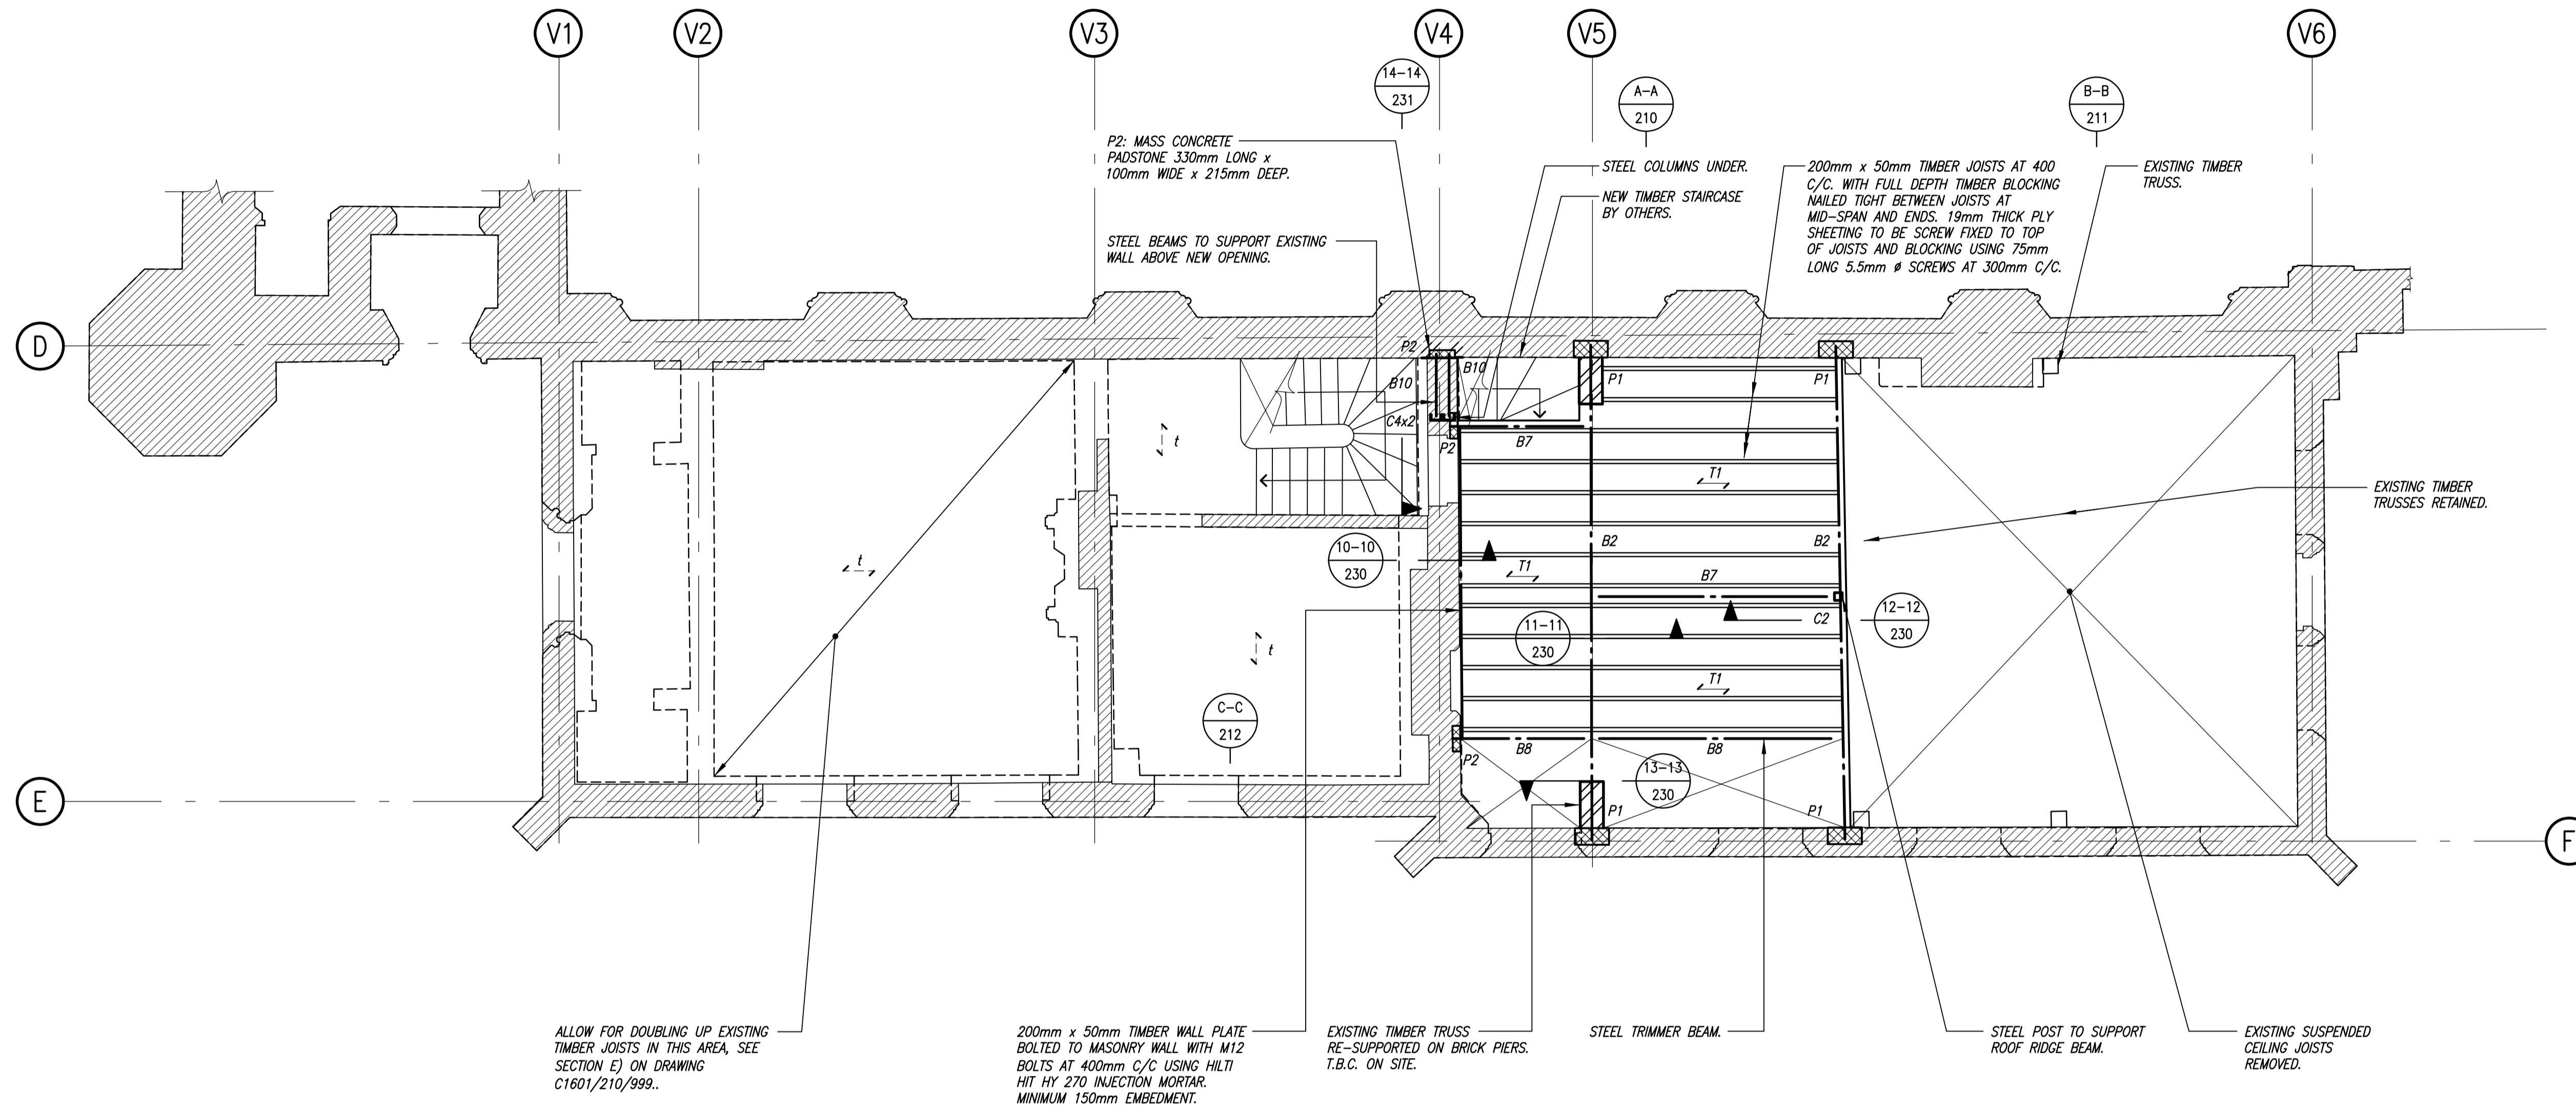 V1
V2
V3
V4
V5
V6
14-14
231
A-A
210
B-B
211
P2: MASS CONCRETE
PADSTONE 330mm LONG x
100mm WIDE x 215mm DEEP.
STEEL COLUMNS UNDER.
NEW TIMBER STAIRCASE
BY OTHERS.
200mm x 50mm TIMBER JOISTS AT 400
C/C. WITH FULL DEPTH TIMBER BLOCKING
NAILED TIGHT BETWEEN JOISTS AT
MID-SPAN AND ENDS. 19mm THICK PLY
SHEETING TO BE SCREW FIXED TO TOP
OF JOISTS AND BLOCKING USING 75mm
LONG 5.5mm ø SCREWS AT 300mm C/C.
EXISTING TIMBER
TRUSS.
STEEL BEAMS TO SUPPORT EXISTING
WALL ABOVE NEW OPENING.
D
P2
B10
B10
P1
P1
C4x2
P2
B7
t
T1
EXISTING TIMBER
TRUSSES RETAINED.
10-10
230
B2
B2
t
T1
B7
11-11
230
C2
12-12
230
t
T1
C-C
212
B8
B8
P2
13-13
230
E
P1
P1
F
ALLOW FOR DOUBLING UP EXISTING
TIMBER JOISTS IN THIS AREA, SEE
SECTION E) ON DRAWING
C1601/210/999..
200mm x 50mm TIMBER WALL PLATE
BOLTED TO MASONRY WALL WITH M12
BOLTS AT 400mm C/C USING HILTI
HIT HY 270 INJECTION MORTAR.
MINIMUM 150mm EMBEDMENT.
EXISTING TIMBER TRUSS
RE-SUPPORTED ON BRICK PIERS.
T.B.C. ON SITE.
STEEL TRIMMER BEAM.
STEEL POST TO SUPPORT
ROOF RIDGE BEAM.
EXISTING SUSPENDED
CEILING JOISTS
REMOVED.